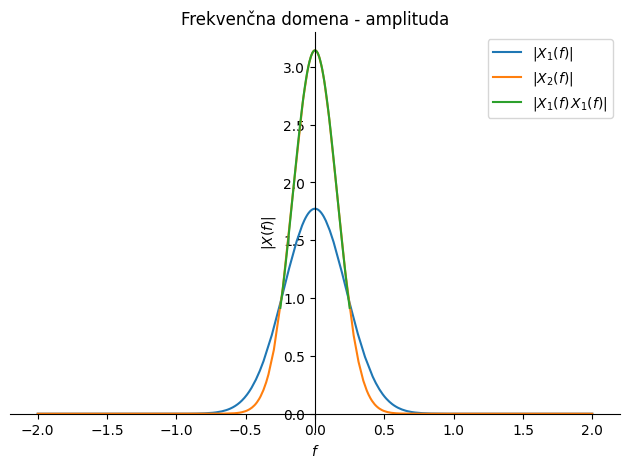 Frekvenčna domena - amplituda
|X₁(f)|
|X₂(f)|
|X₁(f) X₁(f)|
3.0
2.5
2.0
1.5
1.0
0.5
0.0
|X(f)|
−2.0 −1.5 −1.0 −0.5 0.0 0.5 1.0 1.5 2.0
f